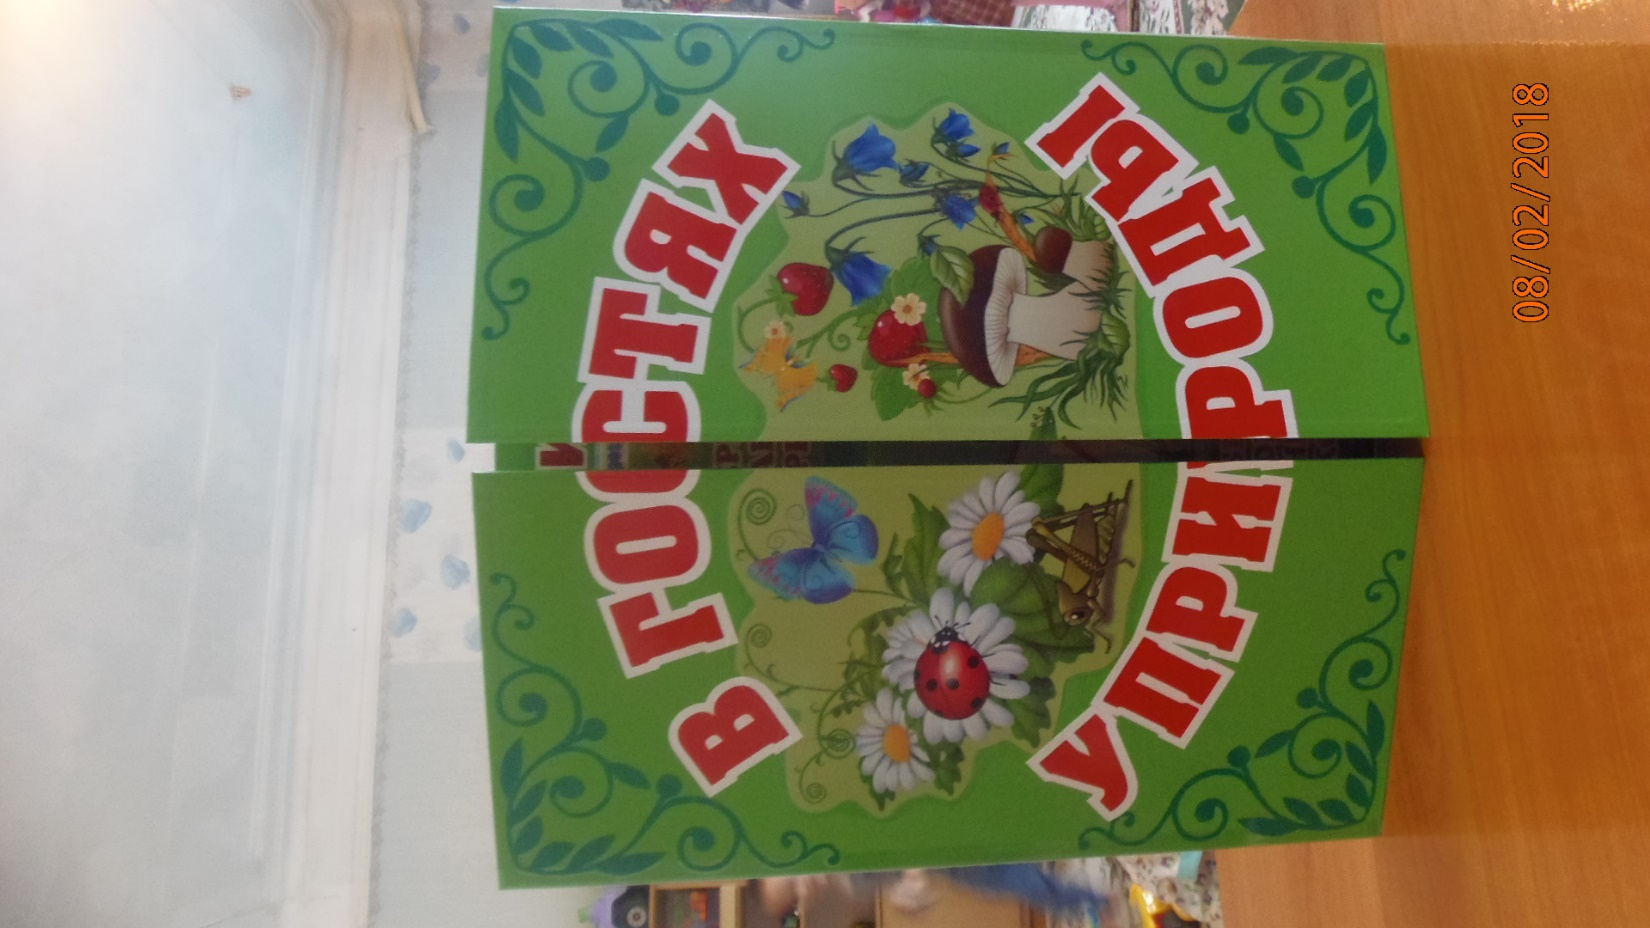 В ГОСТЯХ
У ПРИРОДЫ
08/02/2018